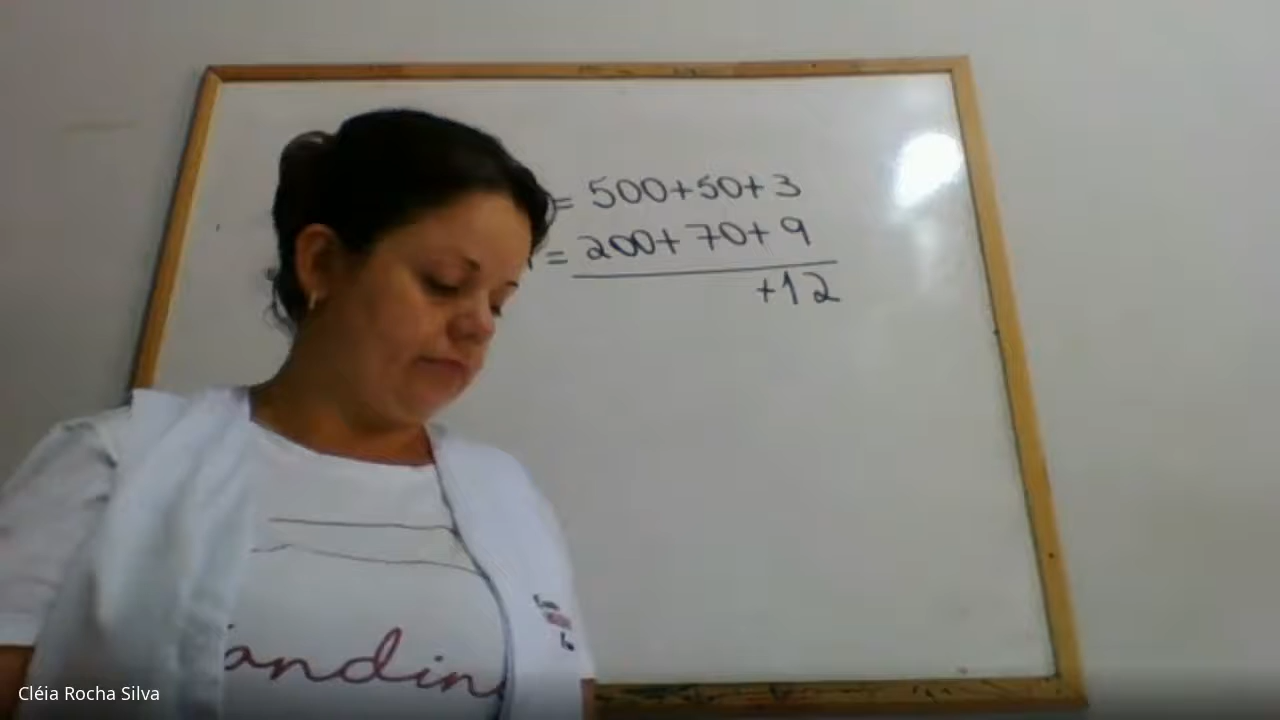 = 500+50+3
= 200+70+9
+12
Cléia Rocha Silva